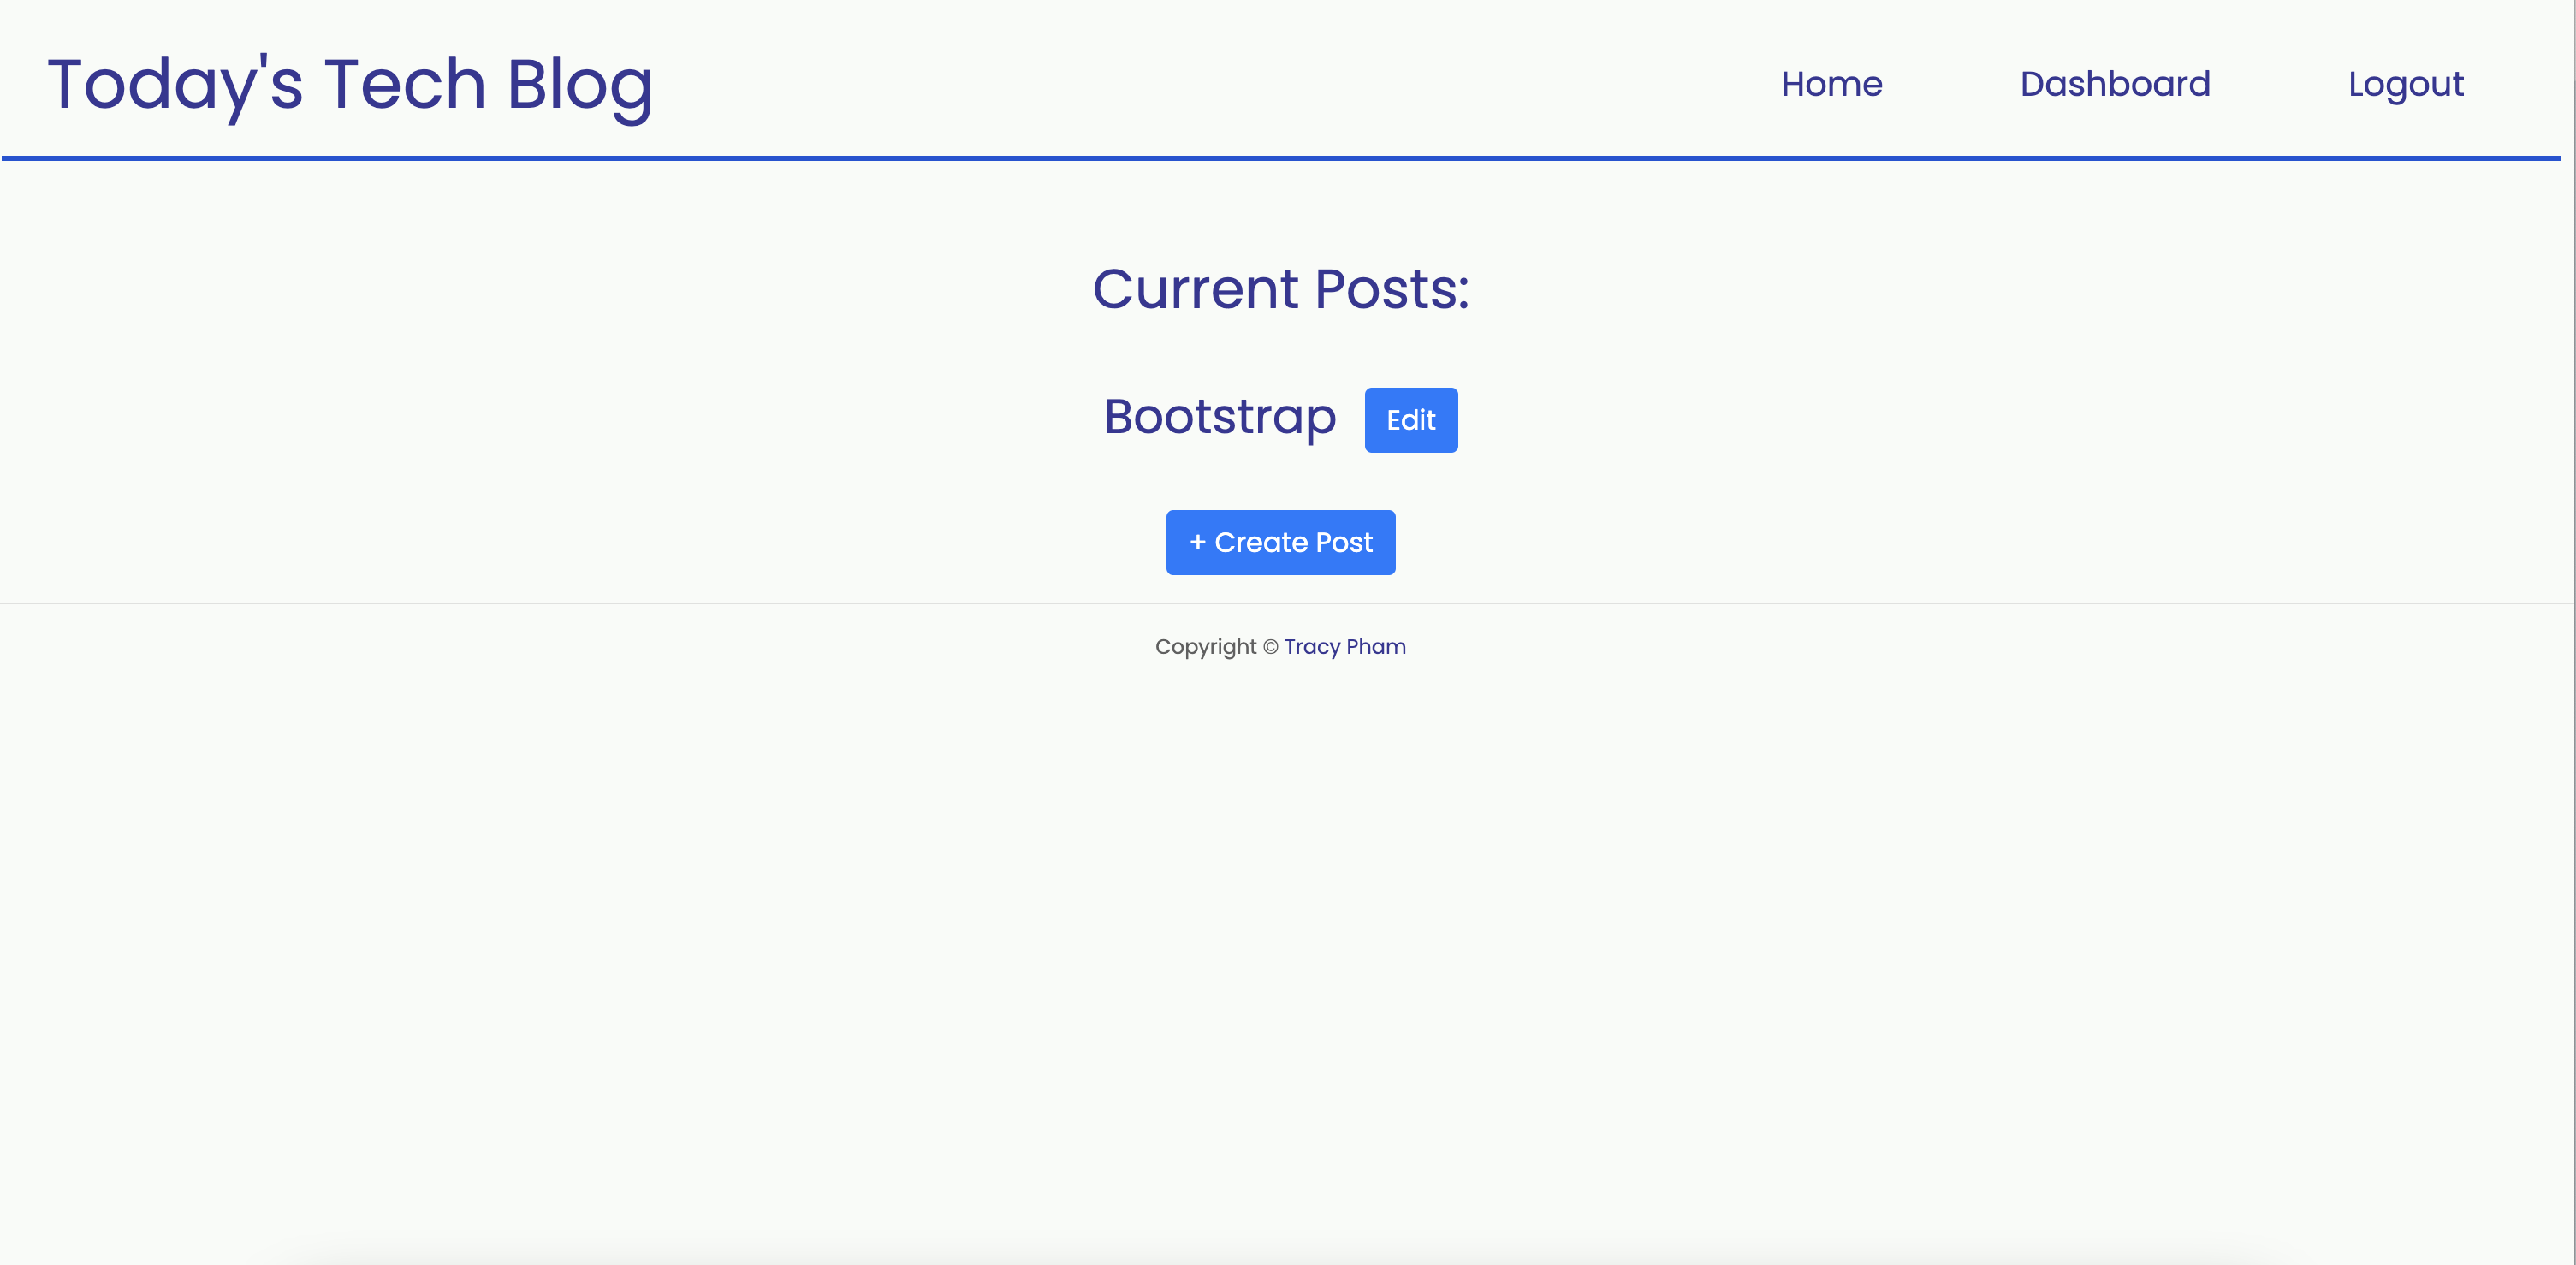 Today's Tech Blog
Home Dashboard Logout
Current Posts:
Bootstrap Edit
+ Create Post
Copyright © Tracy Pham